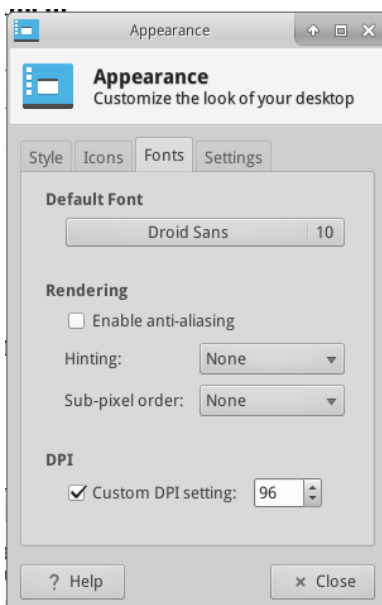 Appearance
Appearance
Customize the look of your desktop
Style Icons Fonts Settings
Default Font
Droid Sans 10
Rendering
Enable anti-aliasing
Hinting: None
Sub-pixel order: None
DPI
Custom DPI setting: 96
? Help × Close